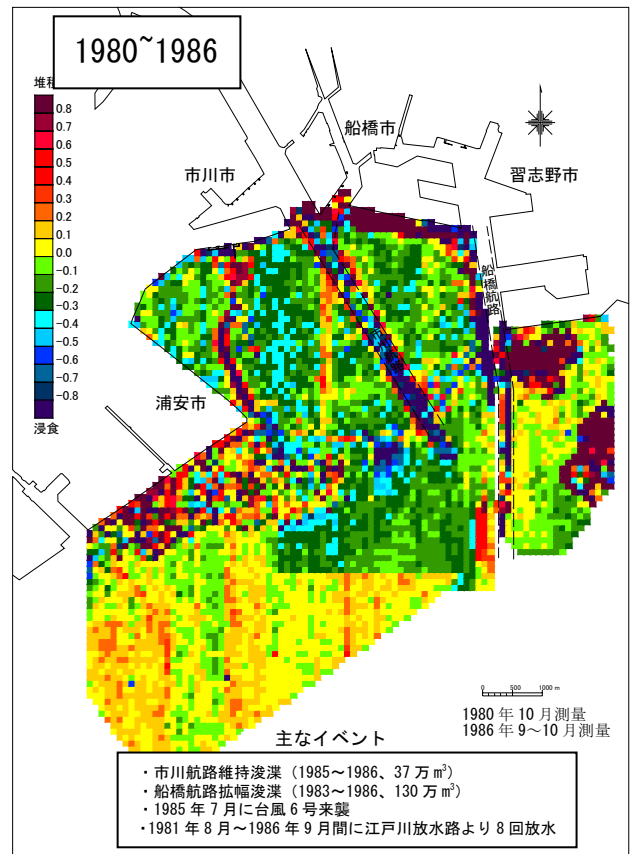 1980~1986
堆積
0.8
0.7
0.6
0.5
0.4
0.3
0.2
0.1
0.0
-0.1
-0.2
-0.3
-0.4
-0.5
-0.6
-0.7
-0.8
浸食
船橋市
市川市
習志野市
船橋航路
市川航路
浦安市
0 500 1000 m
1980 年 10 月測量
1986 年 9～10 月測量
主なイベント
・市川航路維持浚渫（1985～1986、37 万 m³）
・船橋航路拡幅浚渫（1983～1986、130 万 m³）
・1985 年 7 月に台風 6 号来襲
・1981 年 8 月～1986 年 9 月間に江戸川放水路より 8 回放水